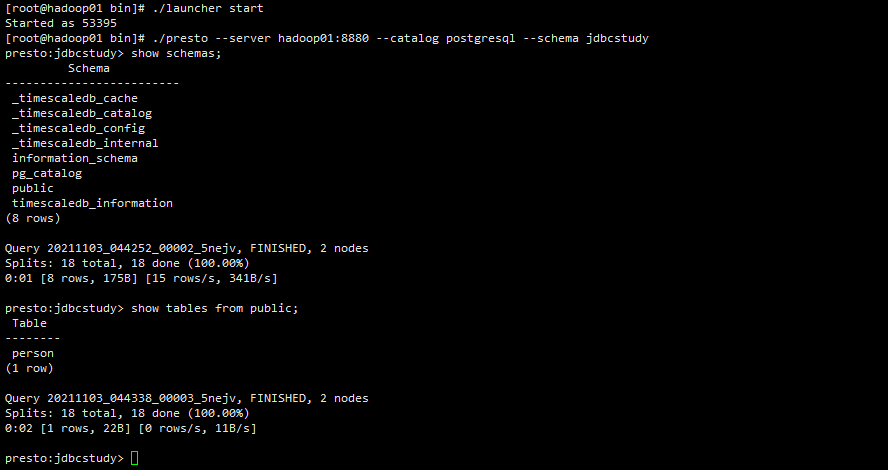 [root@hadoop01 bin]# ./launcher start
Started as 53395
[root@hadoop01 bin]# ./presto --server hadoop01:8880 --catalog postgresql --schema jdbcstudy
presto:jdbcstudy> show schemas;
Schema
-------------------------
_timescaledb_cache
_timescaledb_catalog
_timescaledb_config
_timescaledb_internal
information_schema
pg_catalog
public
timescaledb_information
(8 rows)
Query 20211103_044252_00002_5nejv, FINISHED, 2 nodes
Splits: 18 total, 18 done (100.00%)
0:01 [8 rows, 175B] [15 rows/s, 341B/s]
presto:jdbcstudy> show tables from public;
Table
--------
person
(1 row)
Query 20211103_044338_00003_5nejv, FINISHED, 2 nodes
Splits: 18 total, 18 done (100.00%)
0:02 [1 rows, 22B] [0 rows/s, 11B/s]
presto:jdbcstudy>